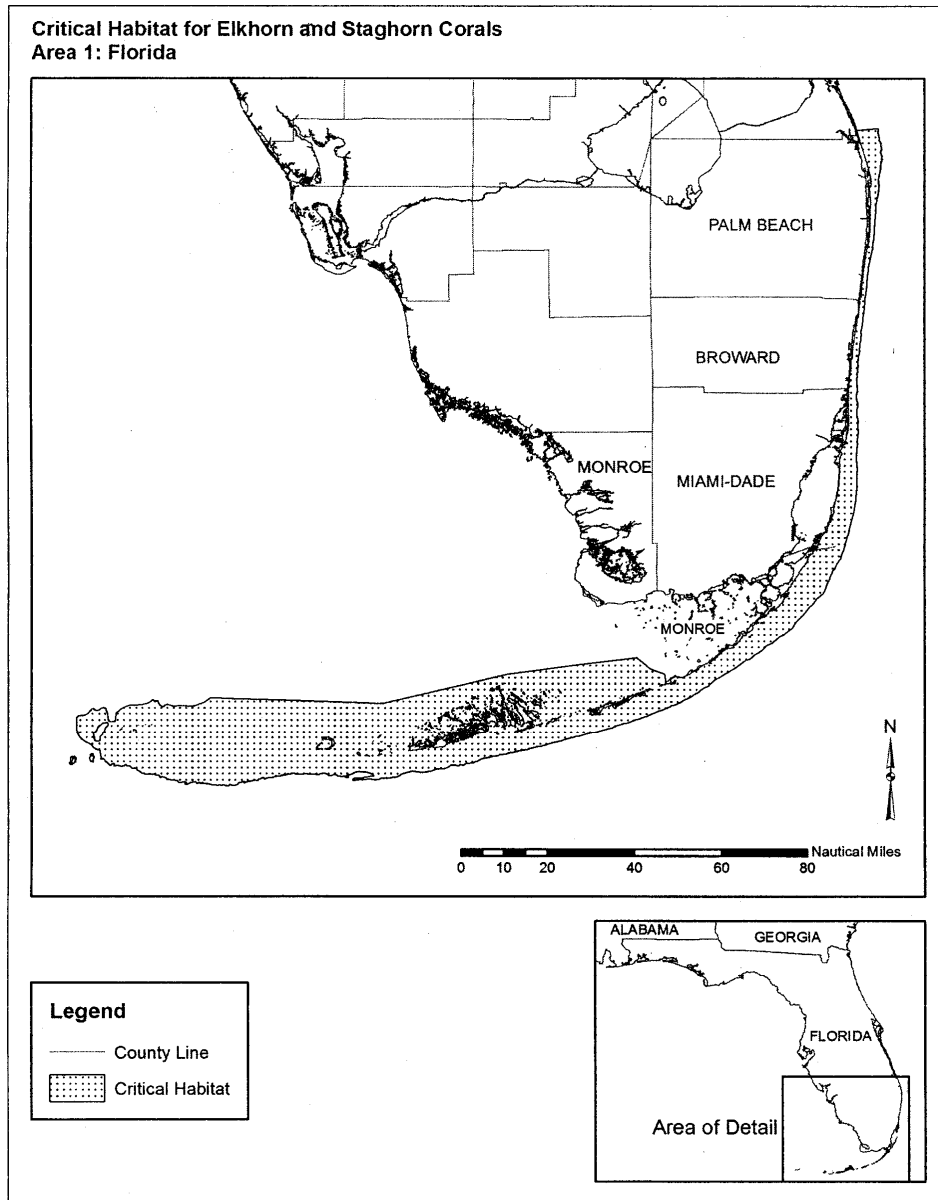 Critical Habitat for Elkhorn and Staghorn Corals
Area 1: Florida
PALM BEACH
BROWARD
MONROE
MIAMI-DADE
MONROE
N
Nautical Miles
0 10 20 40 60 80
ALABAMA
GEORGIA
FLORIDA
Area of Detail
Legend
County Line
Critical Habitat